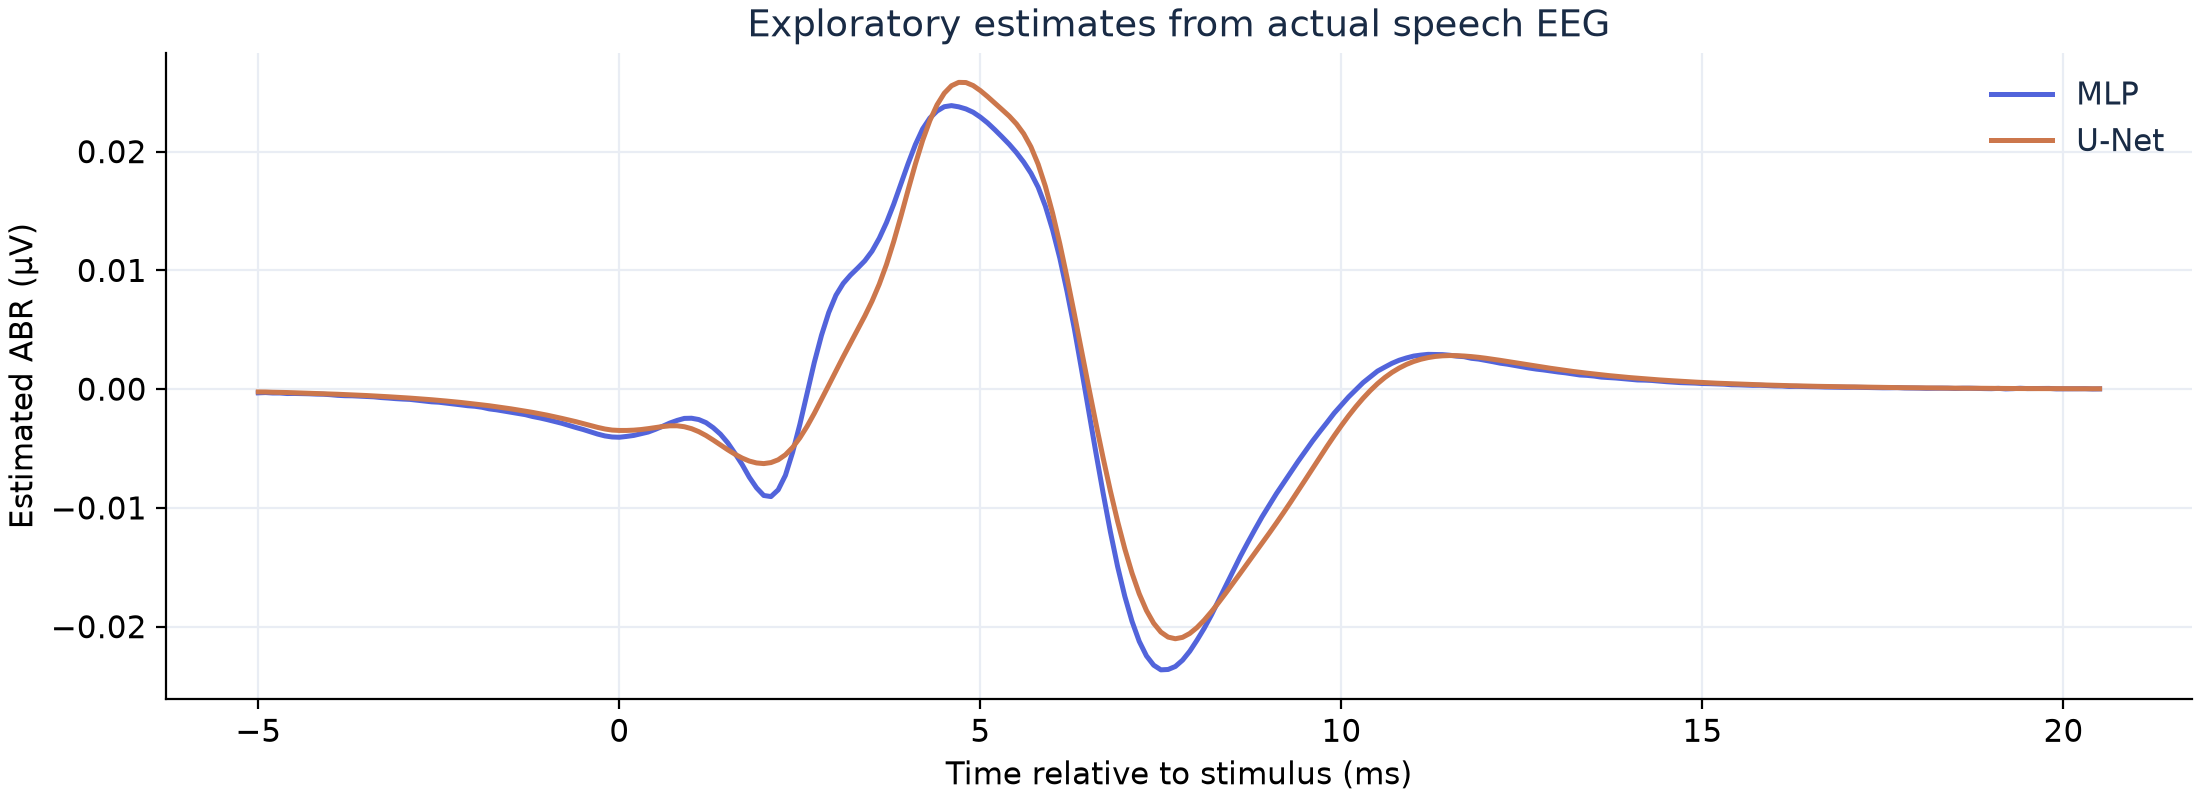 Exploratory estimates from actual speech EEG
MLP
U-Net
Estimated ABR (µV)
0.02
0.01
0.00
−0.01
−0.02
−5
0
5
10
15
20
Time relative to stimulus (ms)